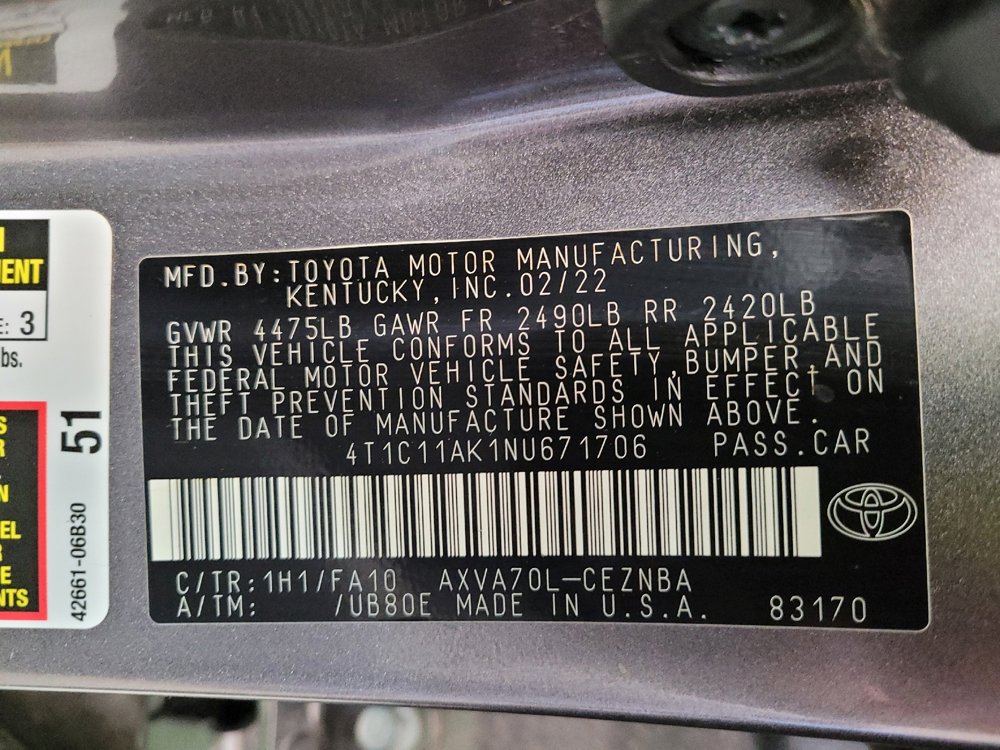 MFD. BY: TOYOTA MOTOR MANUFACTURING,
KENTUCKY, INC. 02/22
GVWR 4475LB GAWR FR 2490LB RR 2420LB
THIS VEHICLE CONFORMS TO ALL APPLICABLE
FEDERAL MOTOR VEHICLE SAFETY, BUMPER, AND
THEFT PREVENTION STANDARDS IN EFFECT ON
THE DATE OF MANUFACTURE SHOWN ABOVE.
4T1C11AK1NU671706 PASS. CAR
C/TR: 1H1/FA10 AXVA70L-CEZNBA
A/TM: /UB80E MADE IN U.S.A. 83170
3
bs.
51
42661-06B30